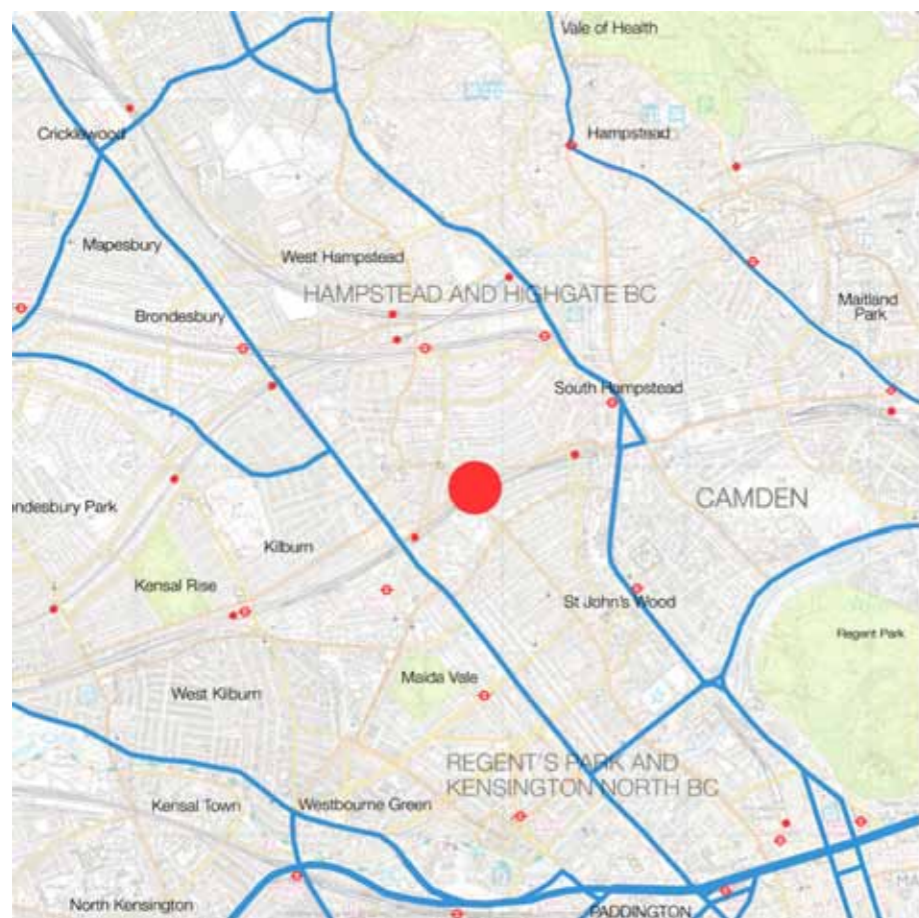 Vale of Health
Cricklewood
Hampstead
Mapesbury
West Hampstead
HAMPSTEAD AND HIGHGATE BC
Maitland
Park
Brondesbury
South Hampstead
CAMDEN
ndesbury Park
Kilburn
Kensal Rise
St John's Wood
Regent Park
Maida Vale
West Kilburn
REGENT'S PARK AND
KENSINGTON NORTH BC
Kensal Town
Westbourne Green
MA
North Kensington
PADDINGTON